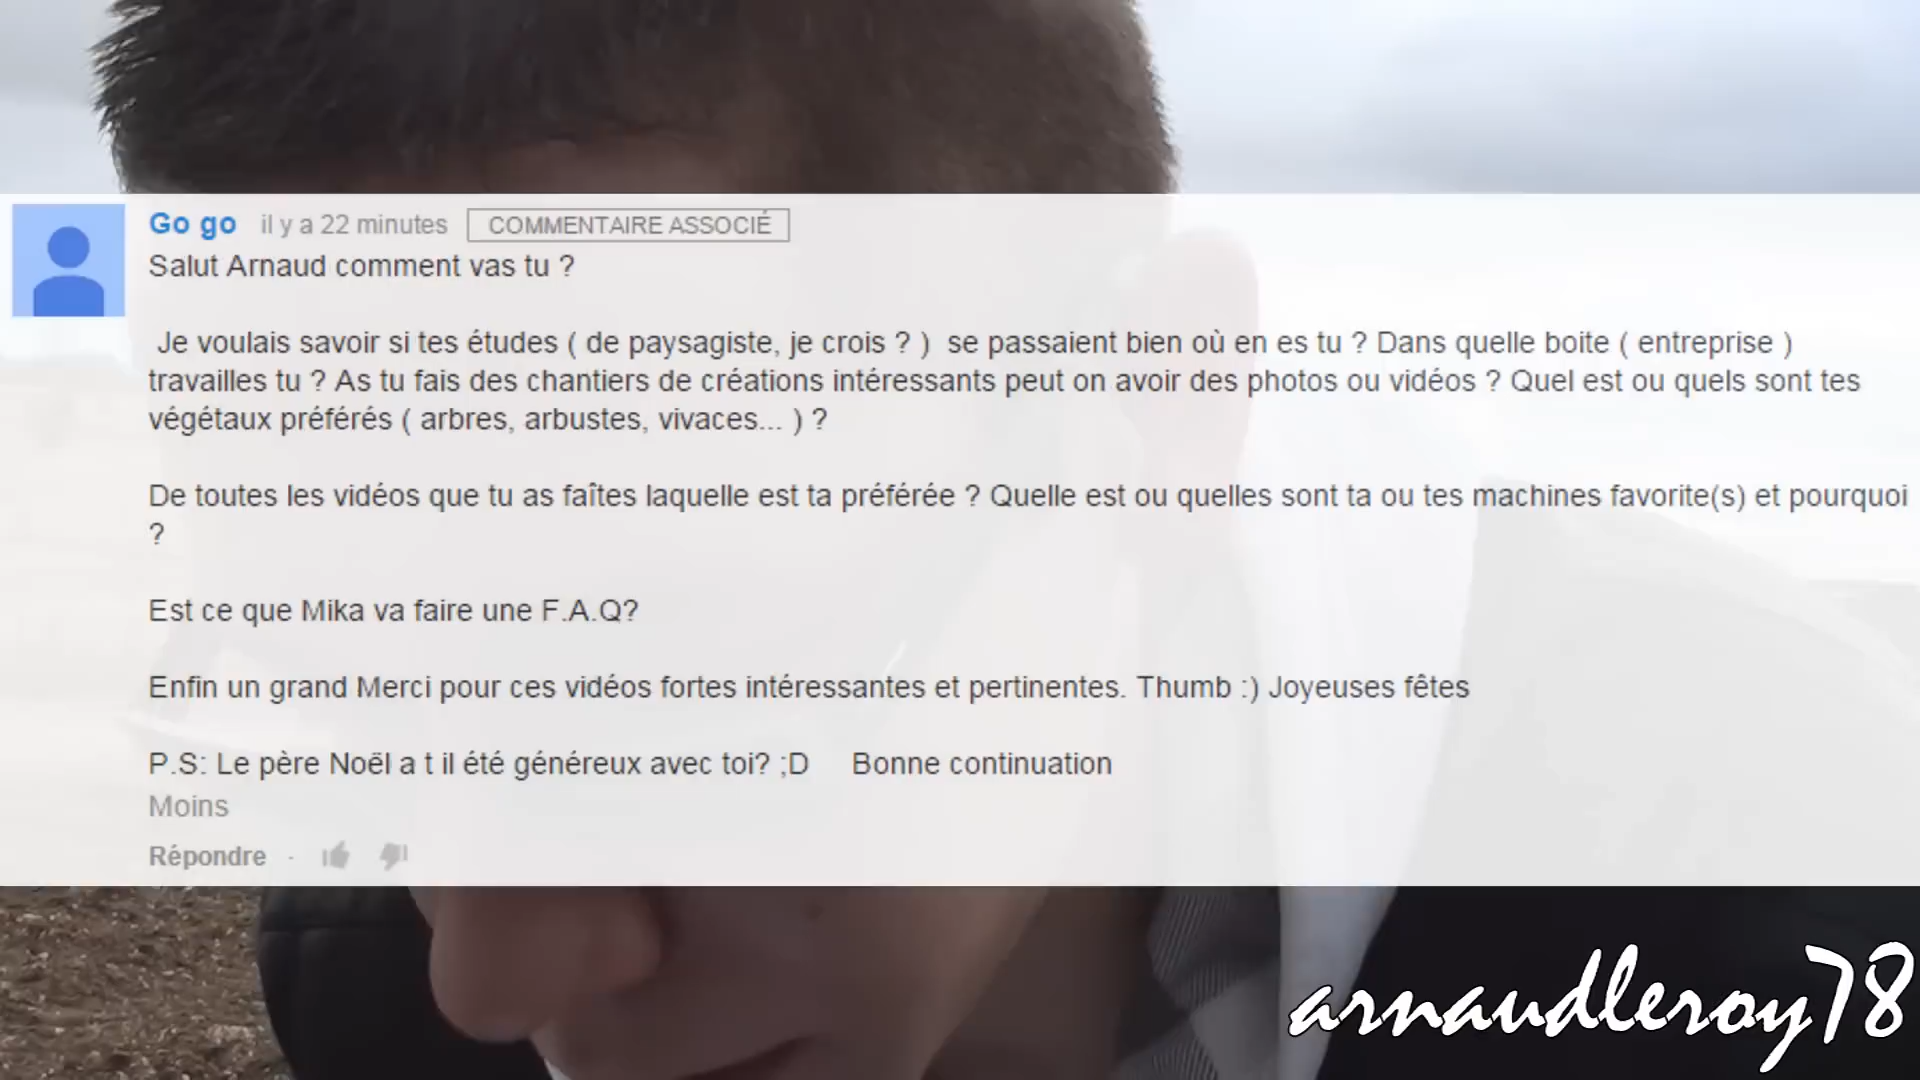 Go go il y a 22 minutes COMMENTAIRE ASSOCIÉ
Salut Arnaud comment vas tu ?
Je voulais savoir si tes études ( de paysagiste, je crois ? ) se passaient bien où en es tu ? Dans quelle boite ( entreprise )
travailles tu ? As tu fais des chantiers de créations intéressants peut on avoir des photos ou vidéos ? Quel est ou quels sont tes
végétaux préférés ( arbres, arbustes, vivaces... ) ?
De toutes les vidéos que tu as faîtes laquelle est ta préférée ? Quelle est ou quelles sont ta ou tes machines favorite(s) et pourquoi
?
Est ce que Mika va faire une F.A.Q?
Enfin un grand Merci pour ces vidéos fortes intéressantes et pertinentes. Thumb :) Joyeuses fêtes
P.S: Le père Noël a t il été généreux avec toi? ;D Bonne continuation
Moins
Répondre ·
arnaudleroy78